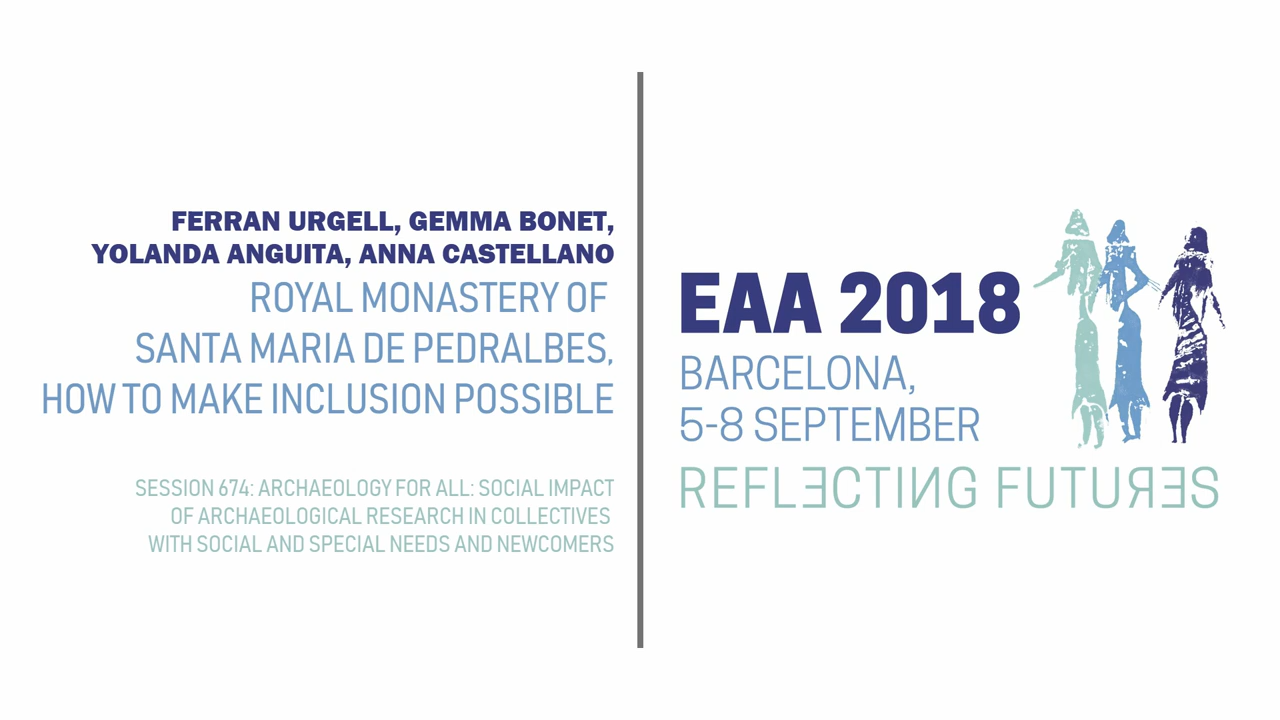 FERRAN URGELL, GEMMA BONET,
YOLANDA ANGUITA, ANNA CASTELLANO
ROYAL MONASTERY OF
SANTA MARIA DE PEDRALBES,
HOW TO MAKE INCLUSION POSSIBLE
SESSION 674: ARCHAEOLOGY FOR ALL: SOCIAL IMPACT
OF ARCHAEOLOGICAL RESEARCH IN COLLECTIVES
WITH SOCIAL AND SPECIAL NEEDS AND NEWCOMERS
EAA 2018
BARCELONA,
5-8 SEPTEMBER
REFLECTING FUTURES